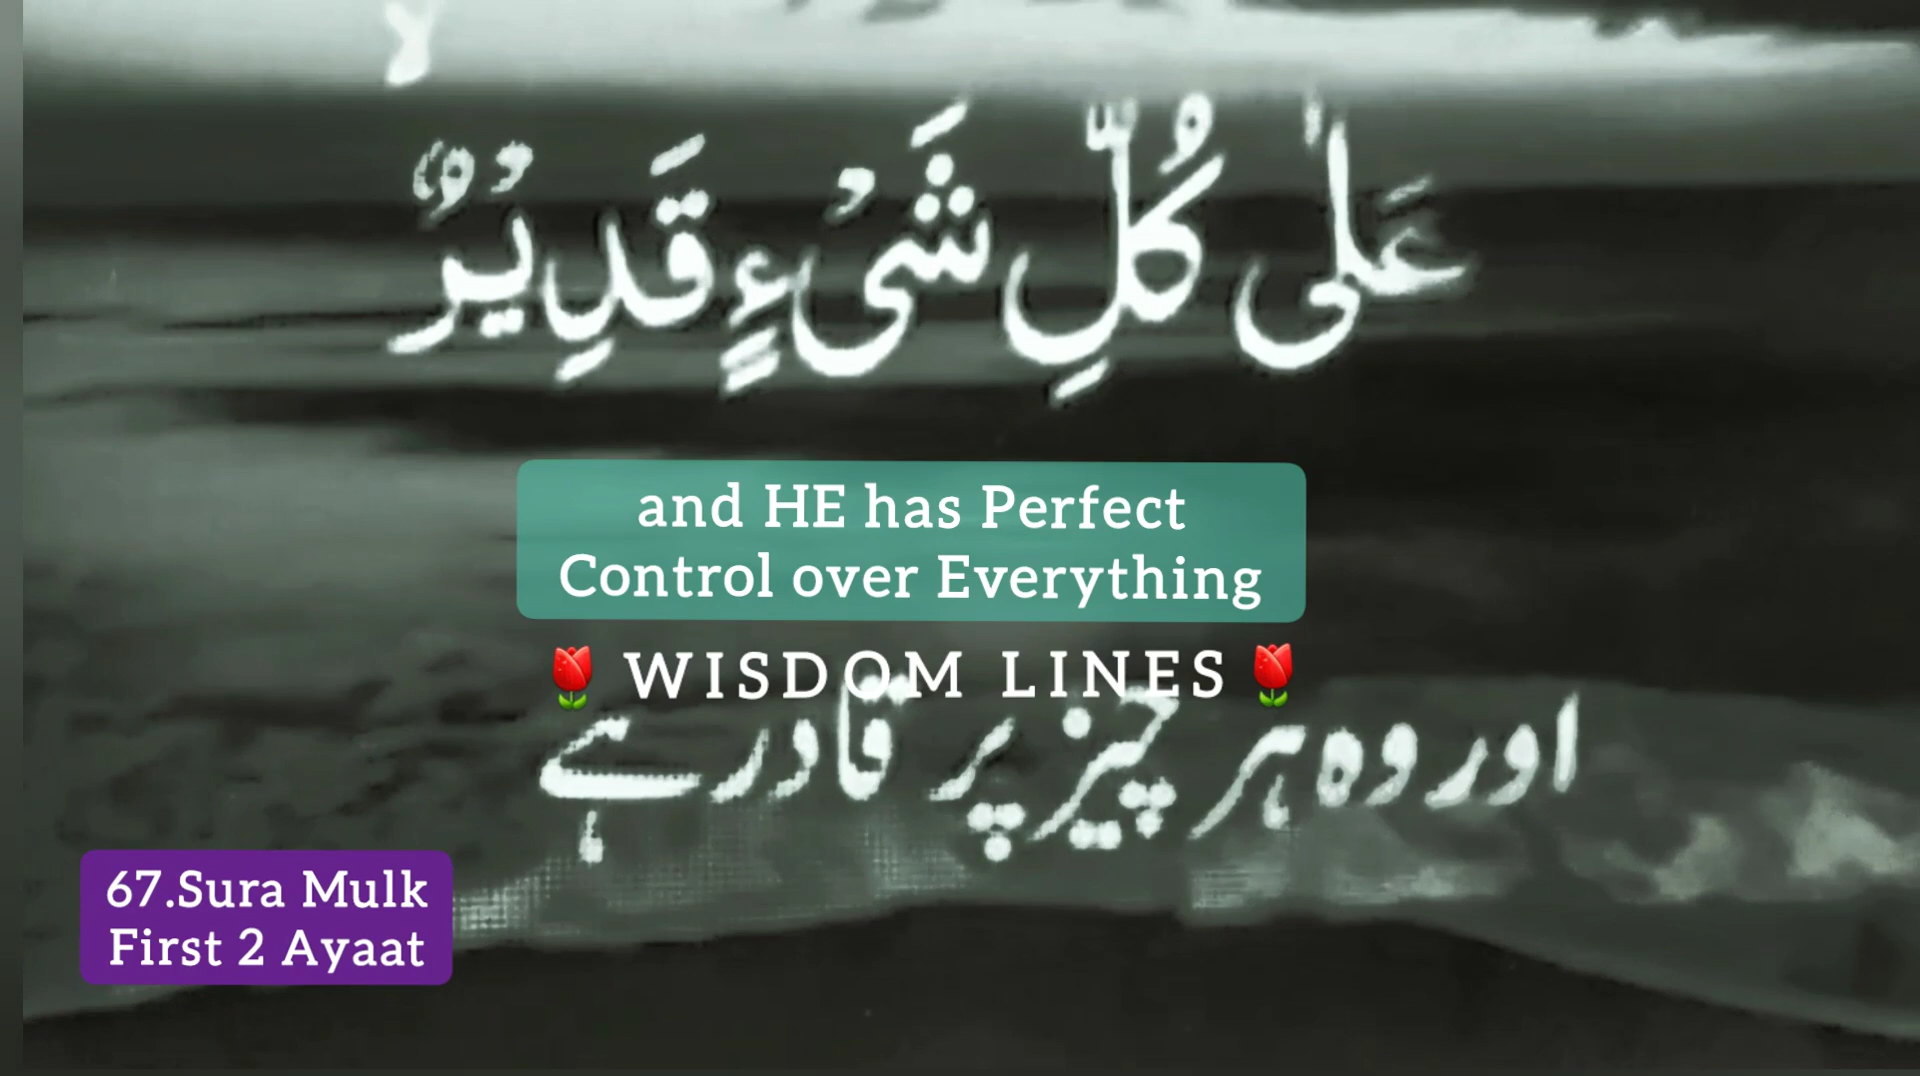 لا
عَلٰى كُلِّ شَىْءٍ قَدِيْرُۨ
and HE has Perfect
Control over Everything
🌷 WISDOM LINES 🌷
اور وہ ہر چیز پر قادر ہے
67.Sura Mulk
First 2 Ayaat